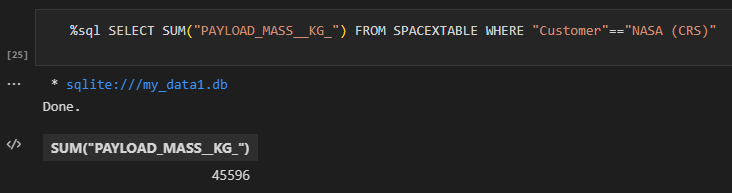 %sql SELECT SUM("PAYLOAD_MASS__KG_") FROM SPACEXTABLE WHERE "Customer"=="NASA (CRS)"
[25]
... * sqlite:///my_data1.db
Done.
</> SUM("PAYLOAD_MASS__KG_")
45596